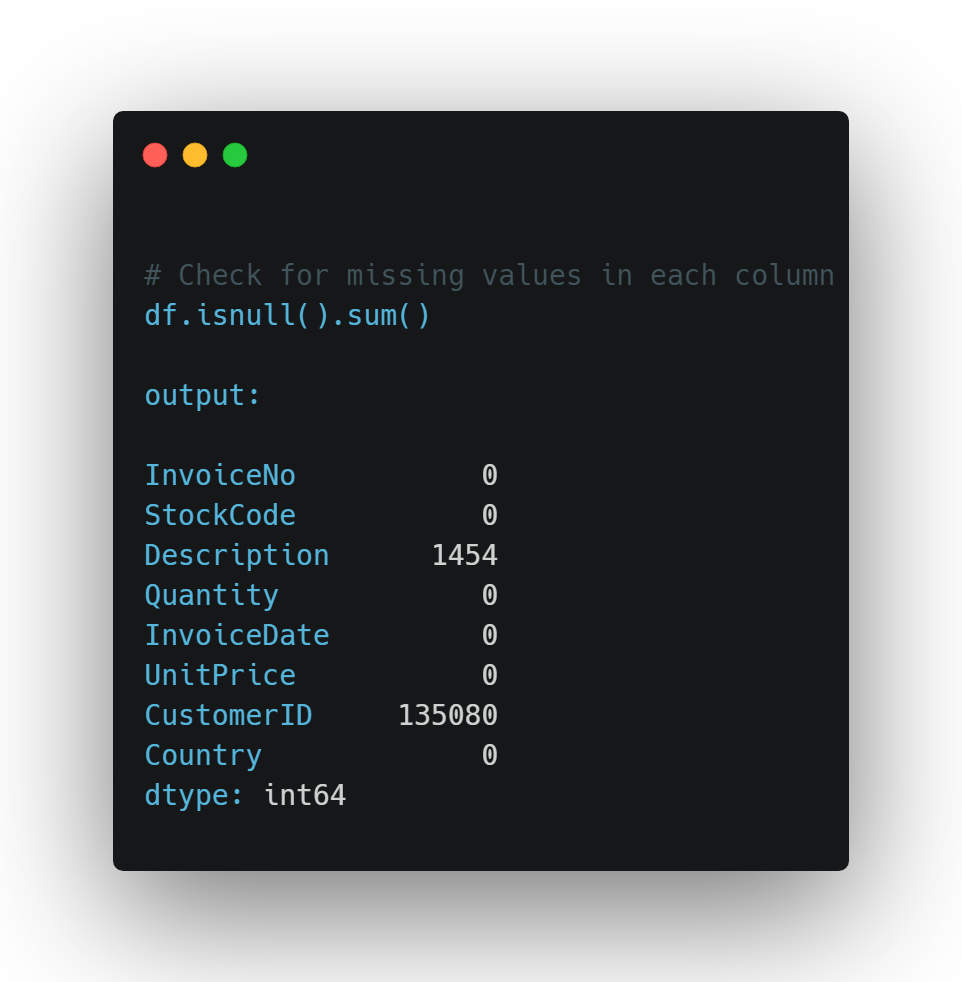 # Check for missing values in each column
df.isnull().sum()
output:
InvoiceNo 0
StockCode 0
Description 1454
Quantity 0
InvoiceDate 0
UnitPrice 0
CustomerID 135080
Country 0
dtype: int64